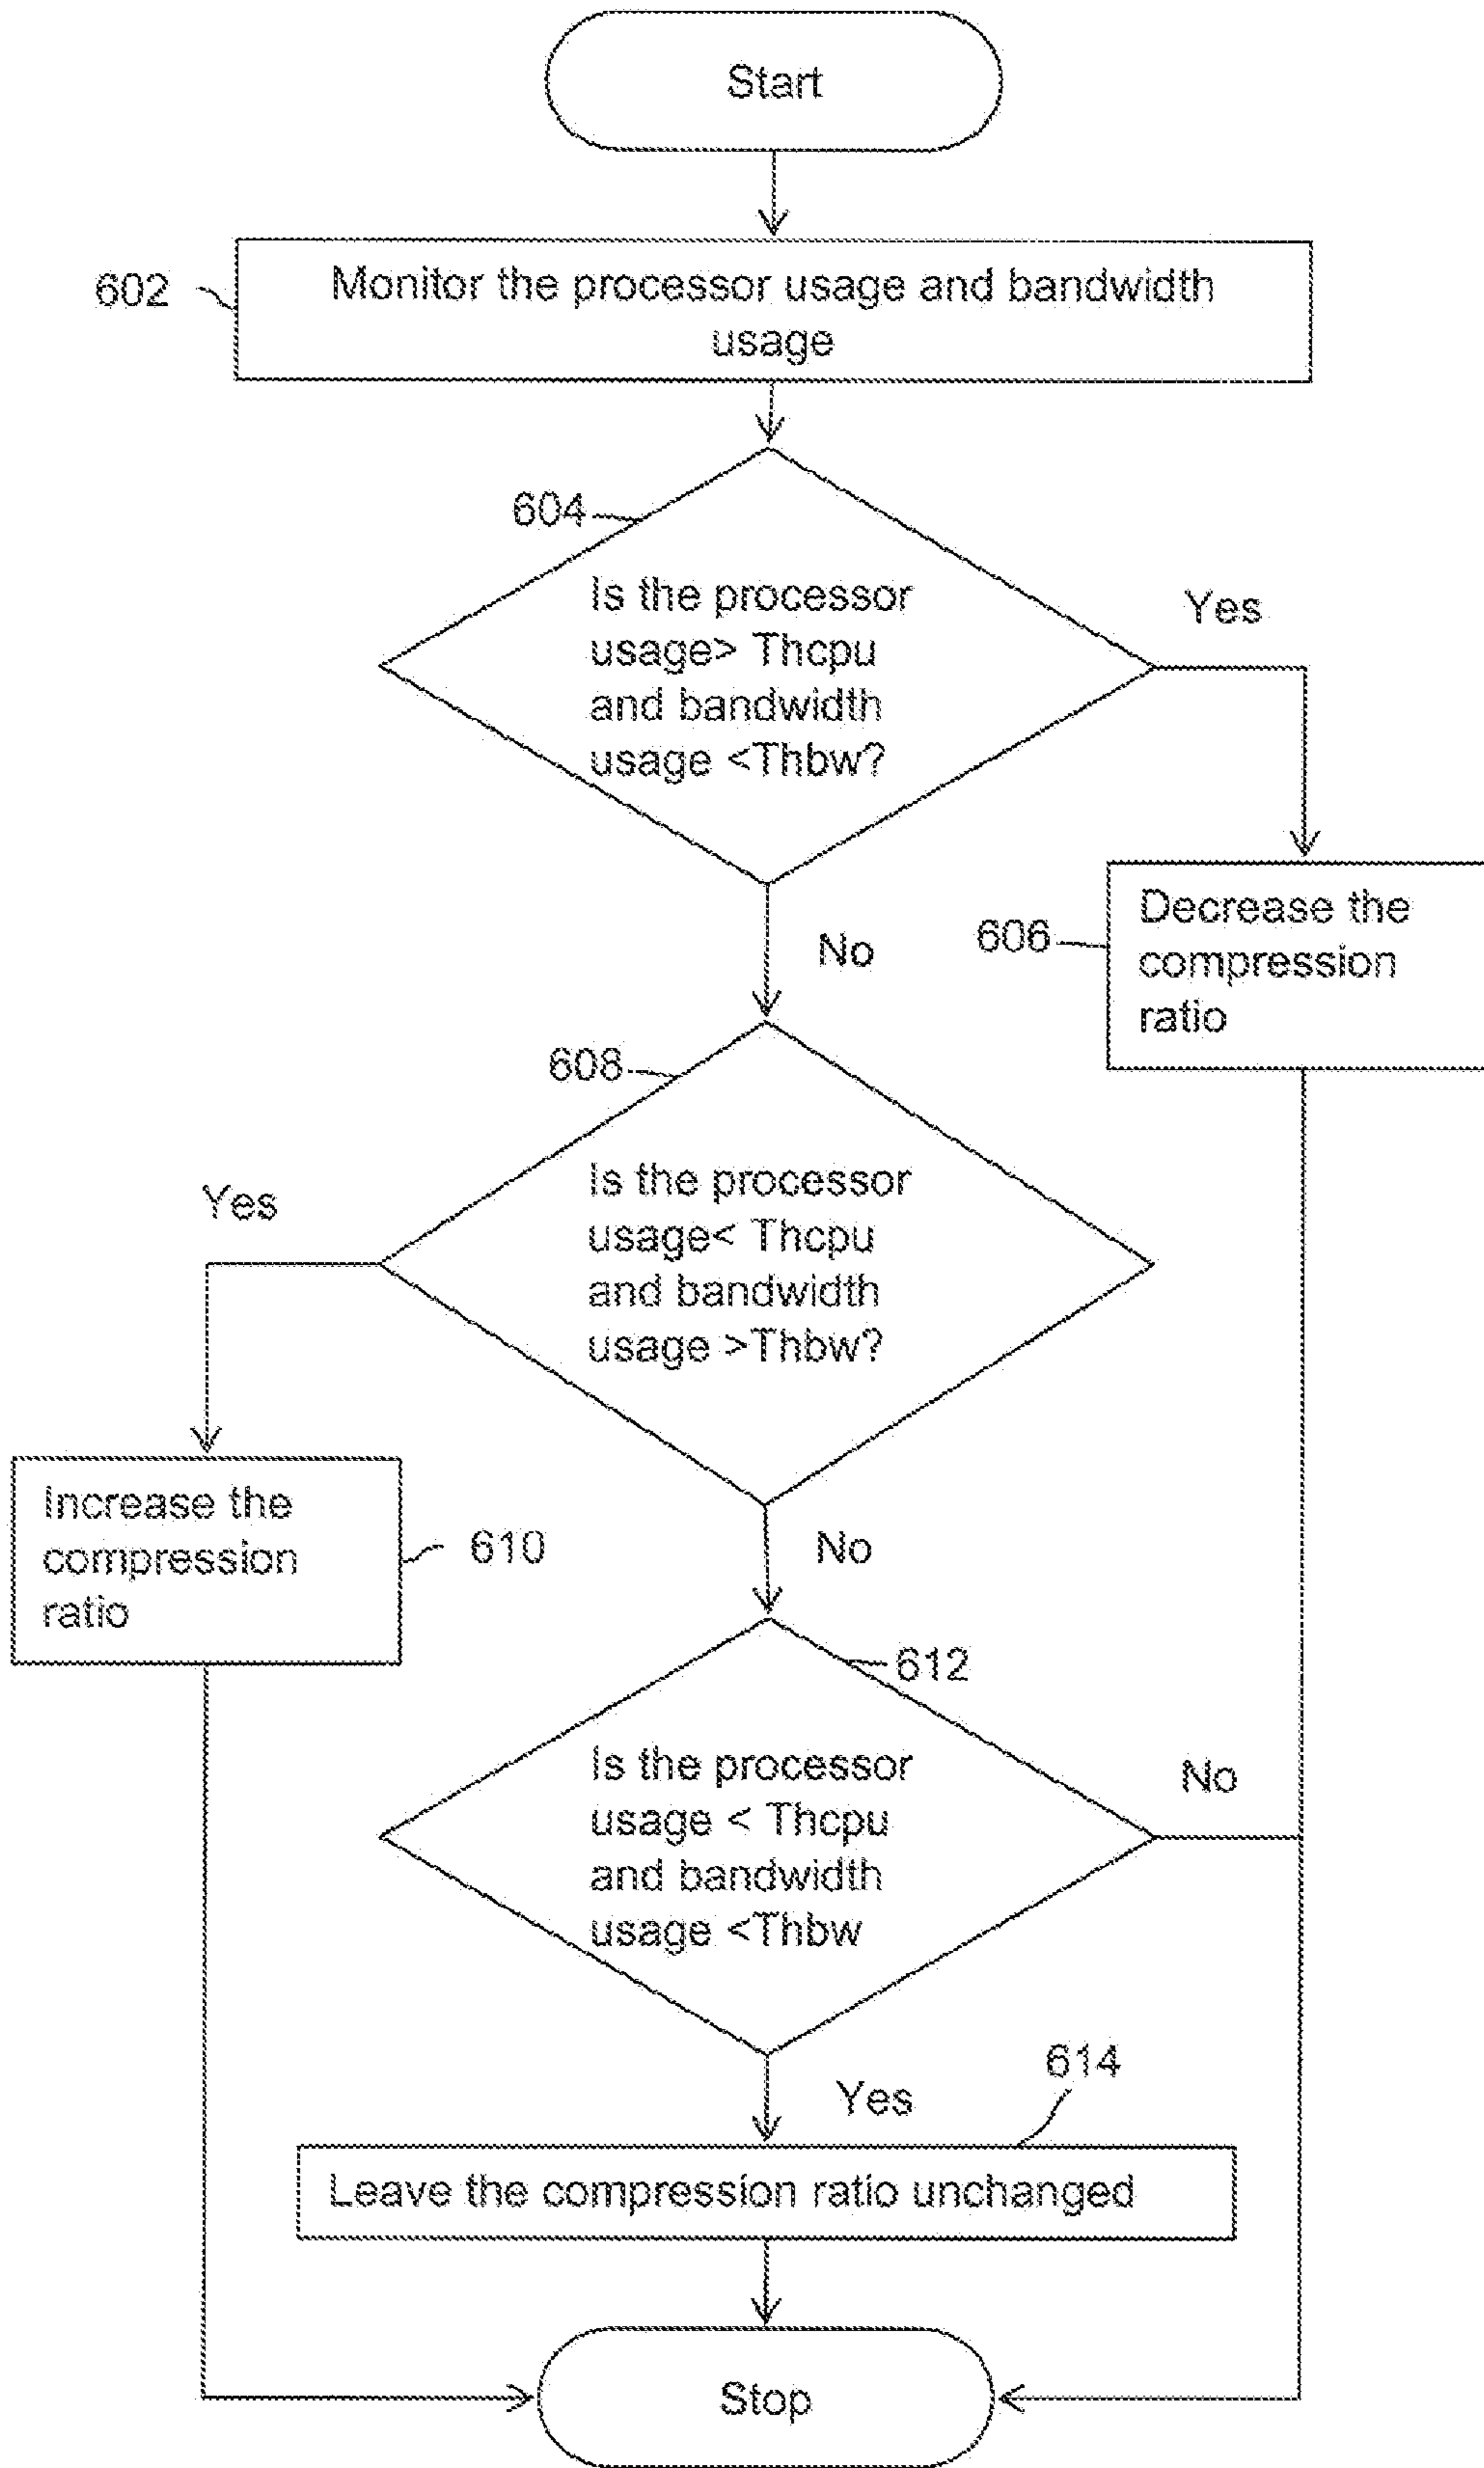 Start
602
Monitor the processor usage and bandwidth
usage
604
Is the processor
usage> Thcpu
and bandwidth
usage <Thbw?
Yes
No
606
Decrease the
compression
ratio
608
Is the processor
usage< Thcpu
and bandwidth
usage >Thbw?
Yes
No
Increase the
compression
ratio
610
612
Is the processor
usage < Thcpu
and bandwidth
usage <Thbw
No
Yes
614
Leave the compression ratio unchanged
Stop